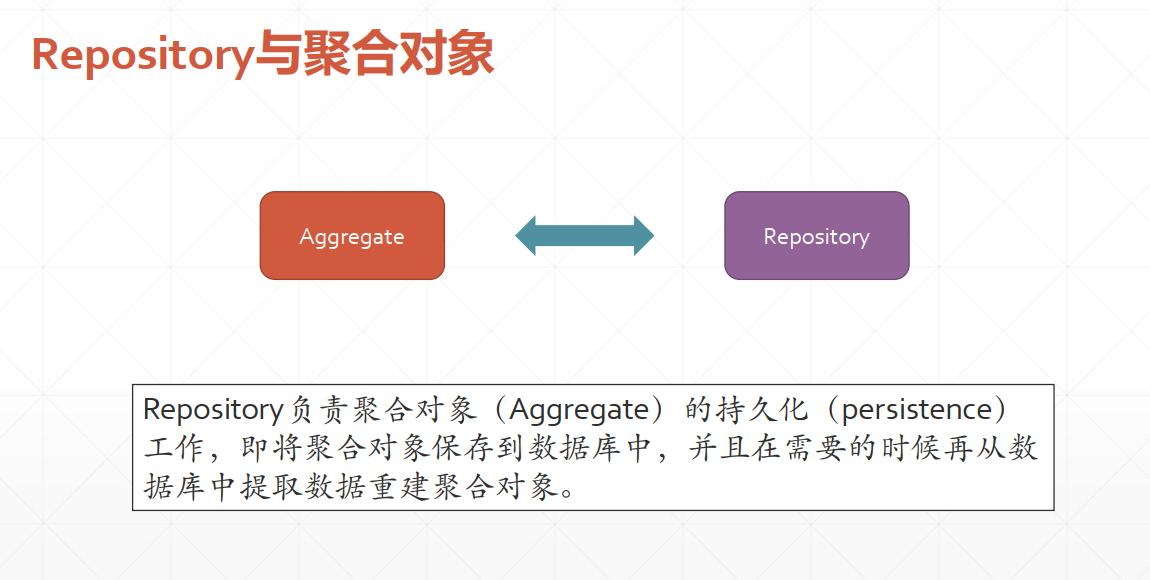 Repository与聚合对象
Aggregate
Repository
Repository负责聚合对象（Aggregate） 的持久化（persistence）
工作，即将聚合对象保存到数据库中，并且在需要的时候再从数
据库中提取数据重建聚合对象。